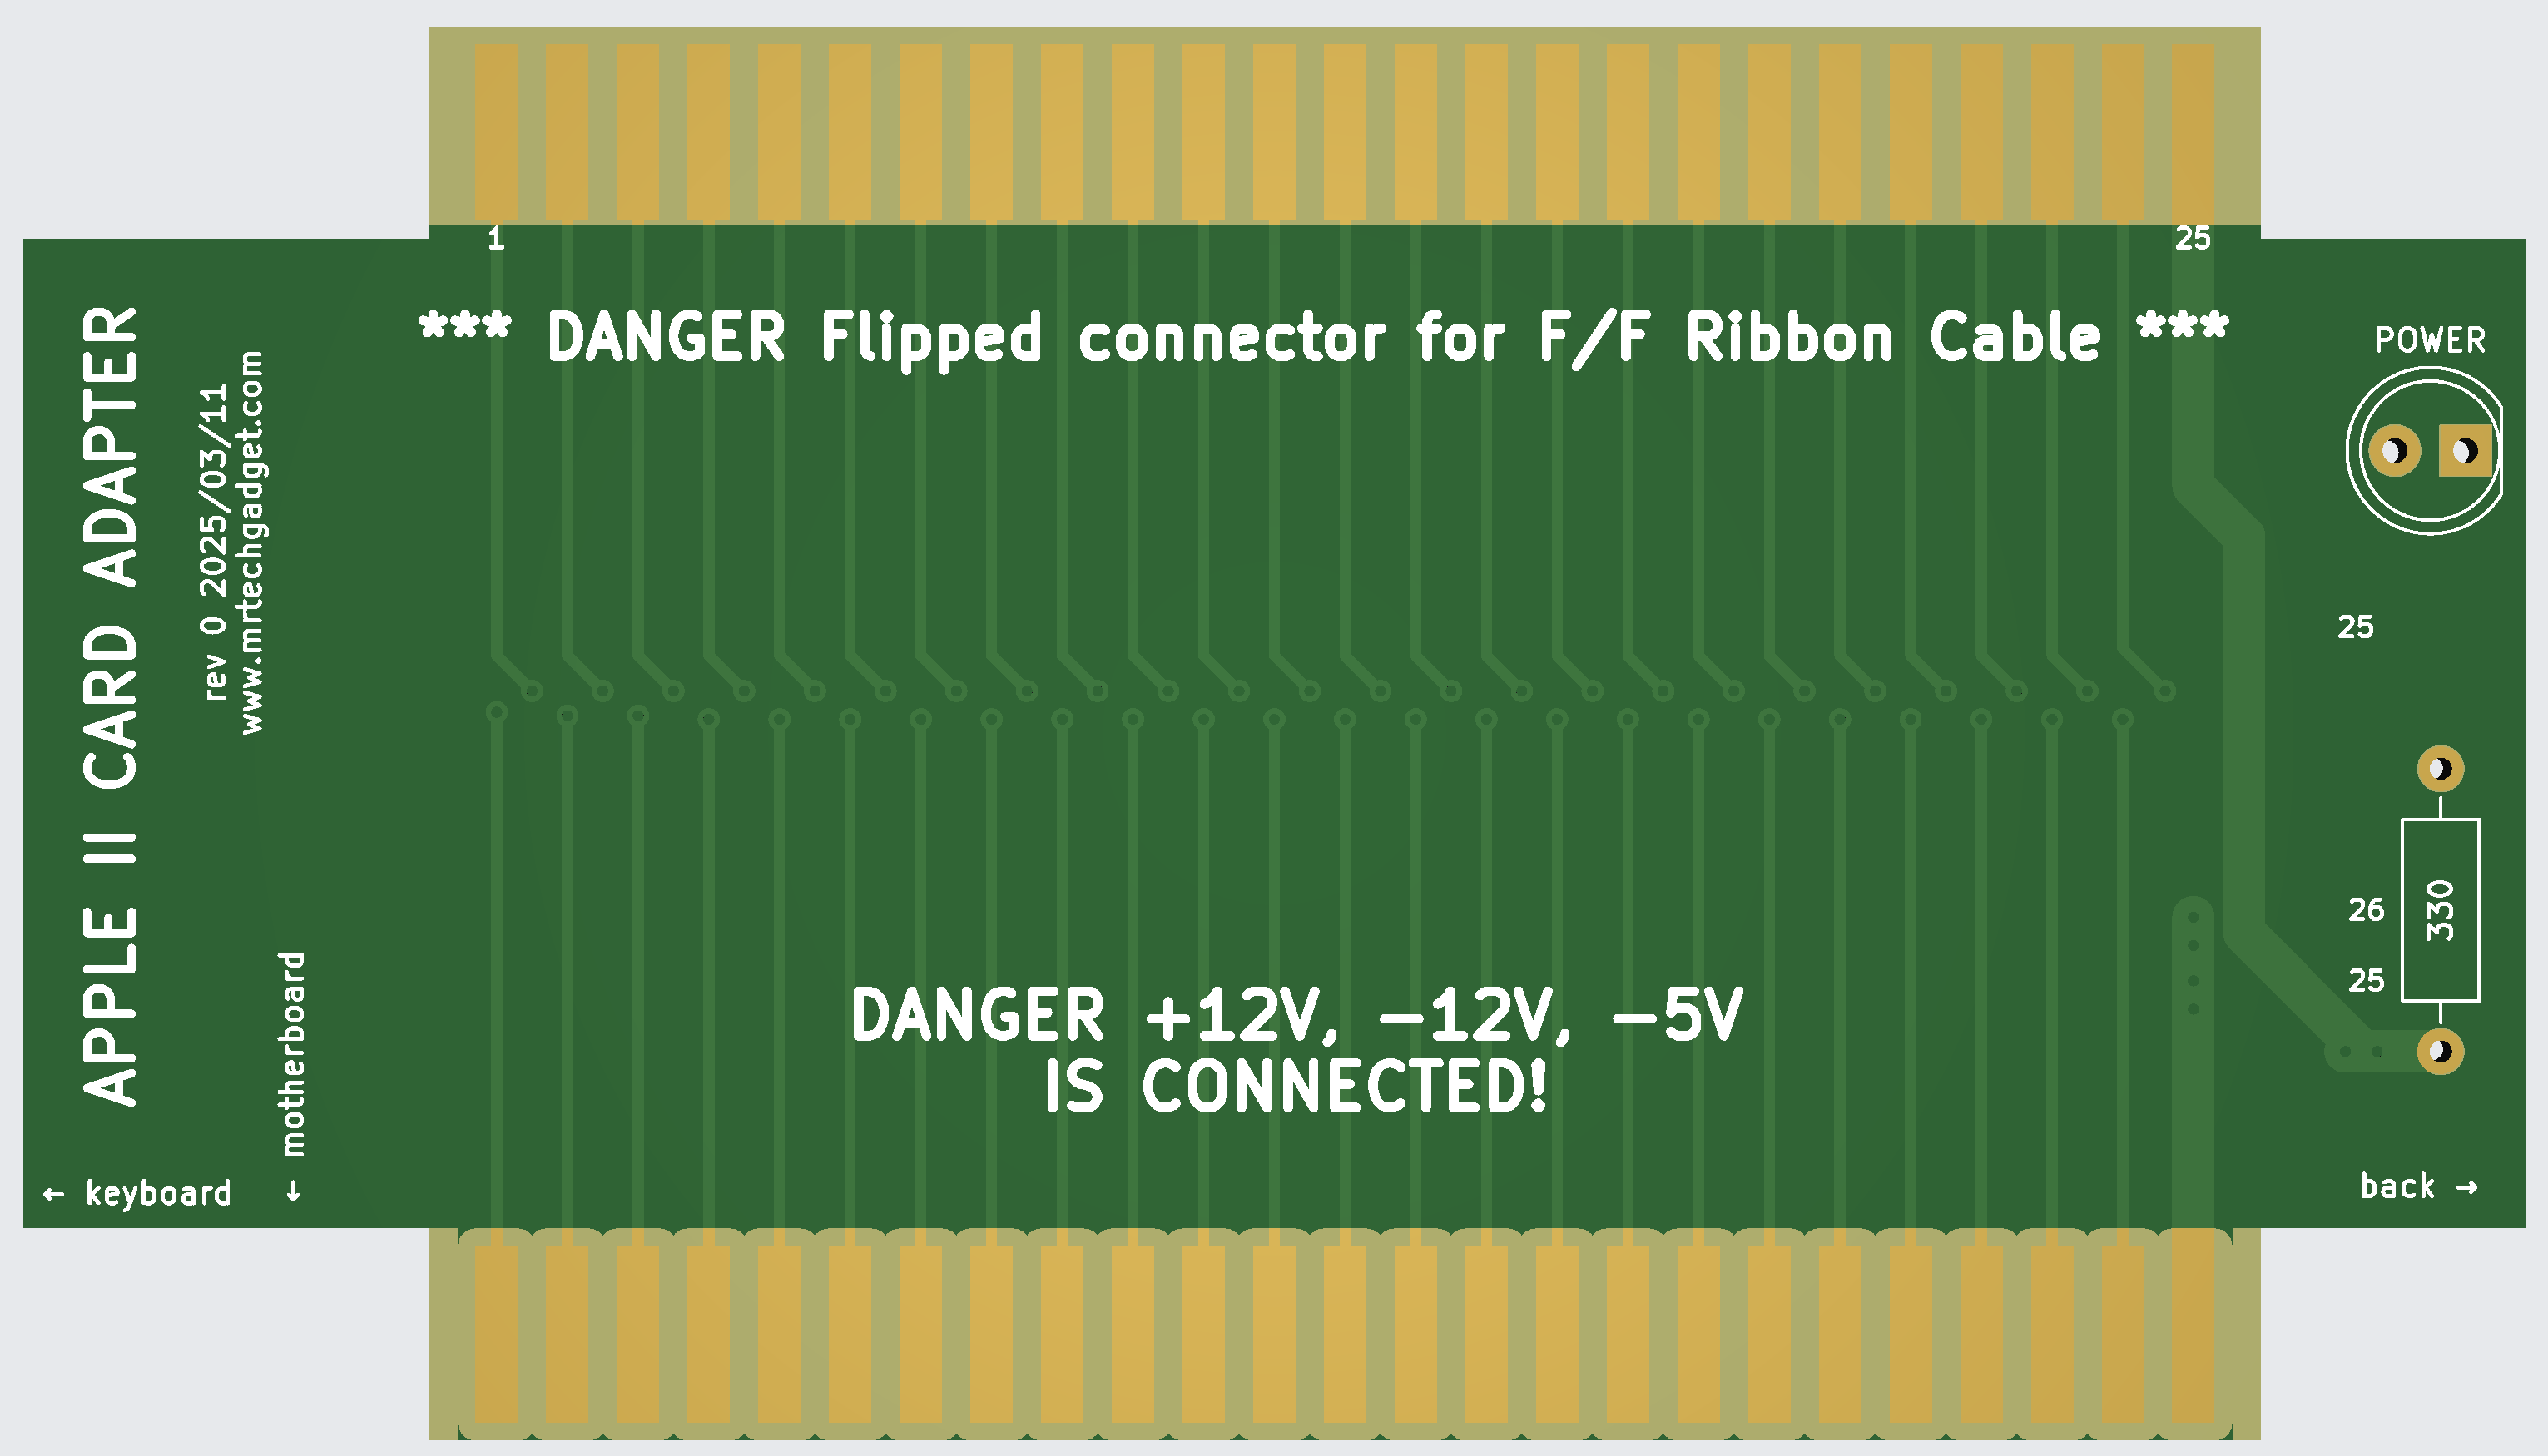 1
25
*** DANGER Flipped connector for F/F Ribbon Cable ***
APPLE II CARD ADAPTER
rev 0 2025/03/11
www.mrtechgadget.com
POWER
25
26
330
25
DANGER +12V, -12V, -5V
IS CONNECTED!
← motherboard
← keyboard
back →